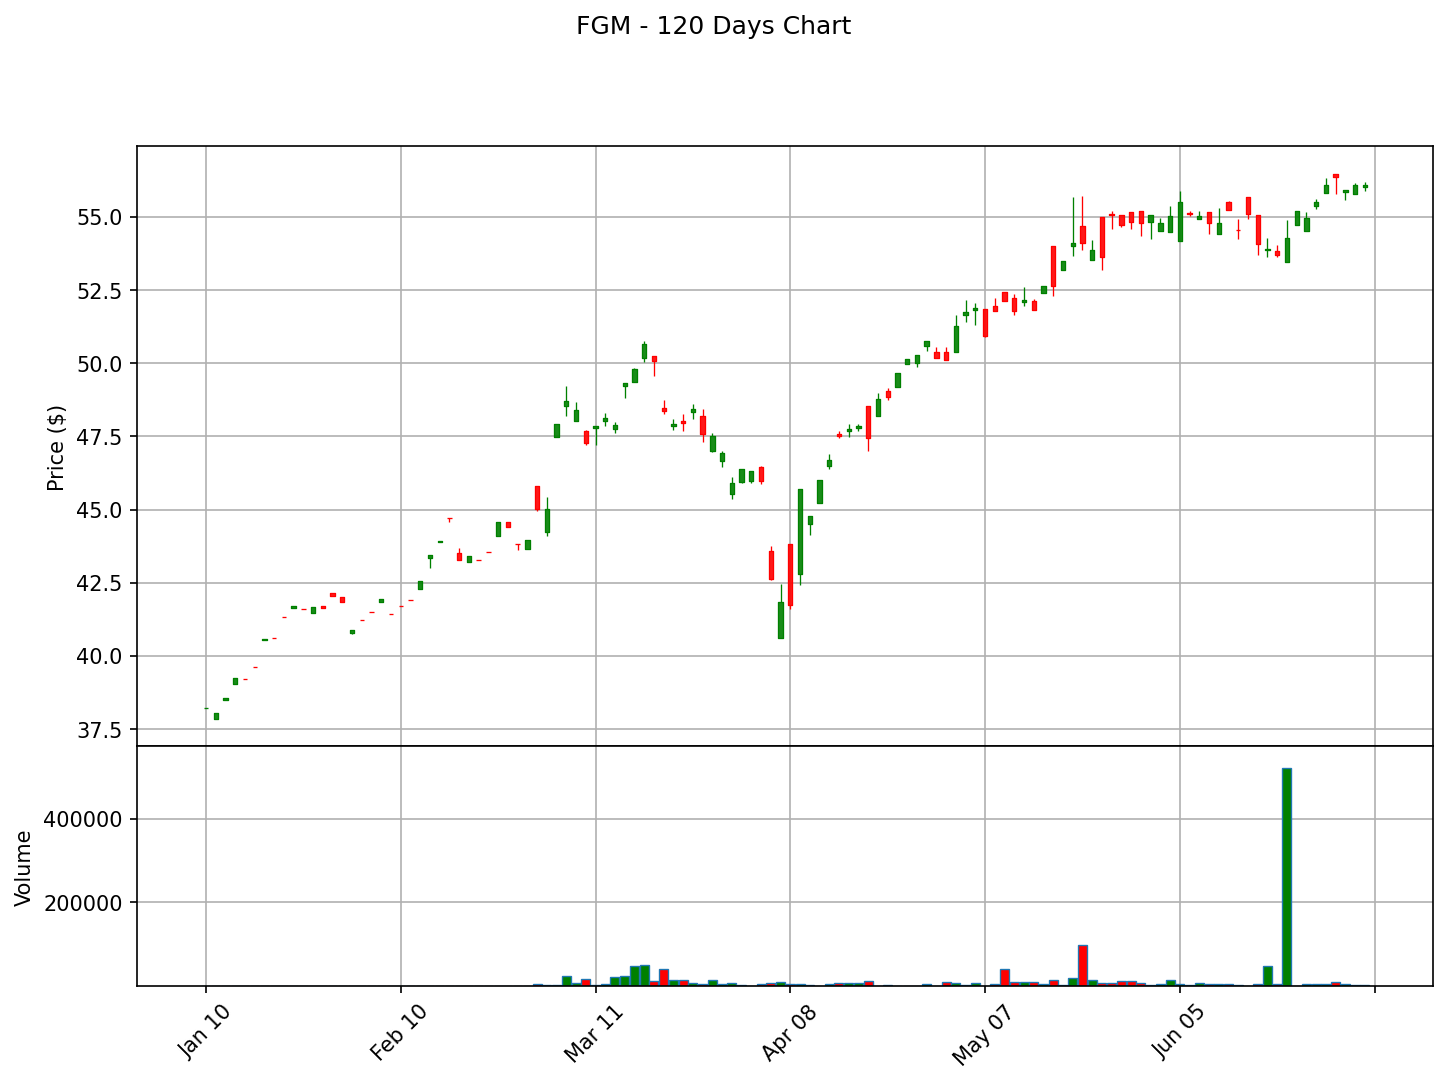 FGM - 120 Days Chart
Price ($)
55.0
52.5
50.0
47.5
45.0
42.5
40.0
37.5
Volume
400000
200000
Jan 10
Feb 10
Mar 11
Apr 08
May 07
Jun 05